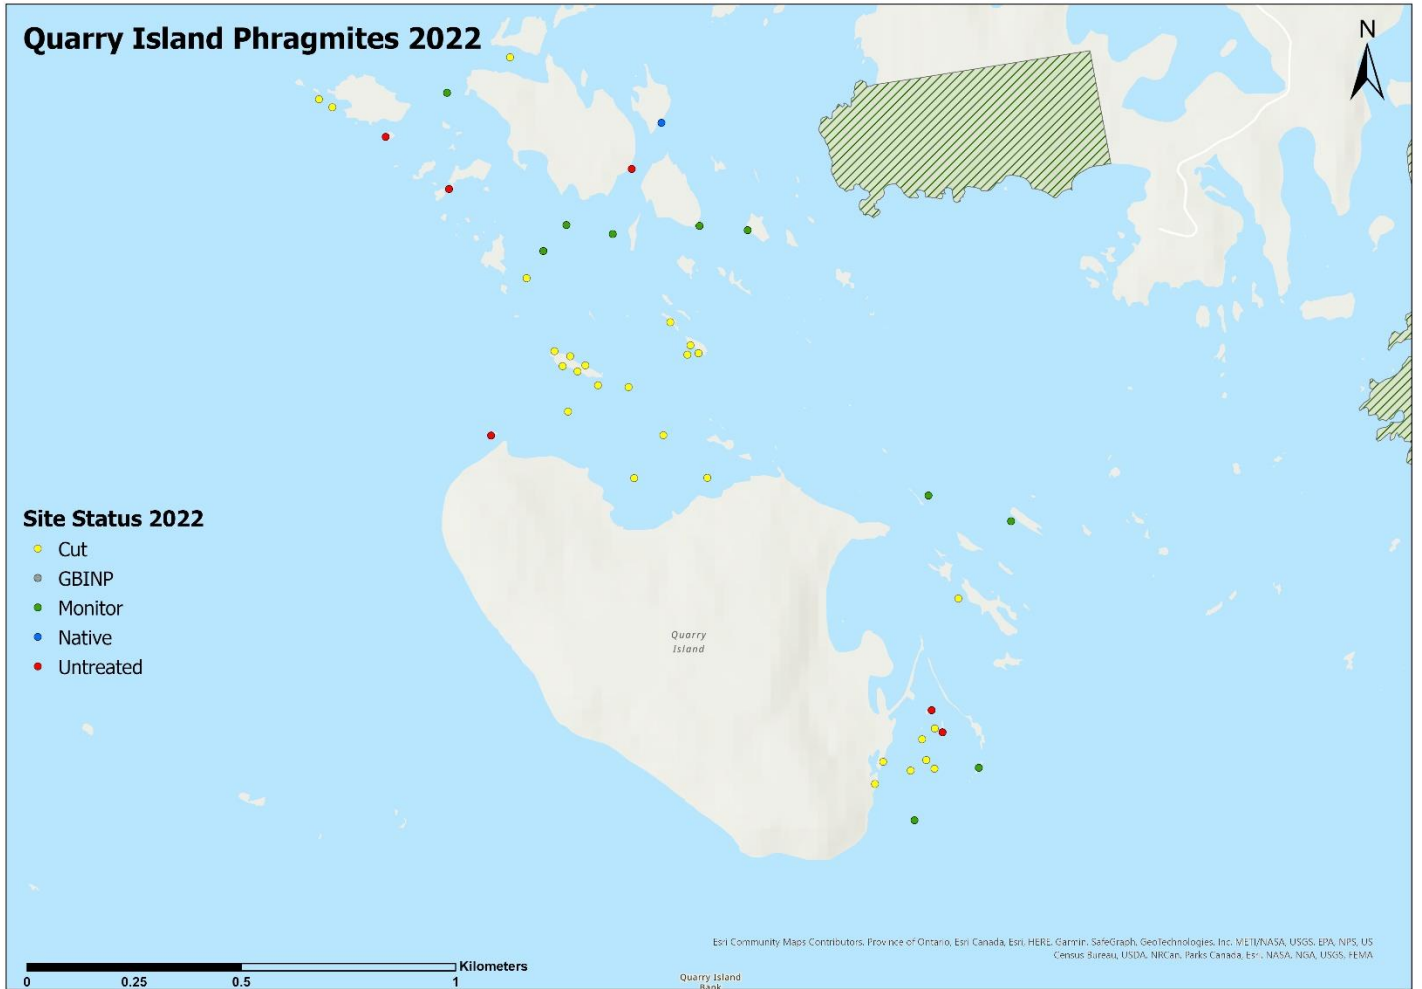 Quarry Island Phragmites 2022
N
Site Status 2022
Cut
GBINP
Monitor
Native
Untreated
Quarry
Island
Esri Community Maps Contributors, Province of Ontario, Esri Canada, Esri, HERE, Garmin, SafeGraph, GeoTechnologies, Inc, METI/NASA, USGS, EPA, NPS, US
Census Bureau, USDA, NRCan, Parks Canada, Esri, NASA, NGA, USGS, FEMA
Kilometers
0 0.25 0.5 1
Quarry Island
Bank